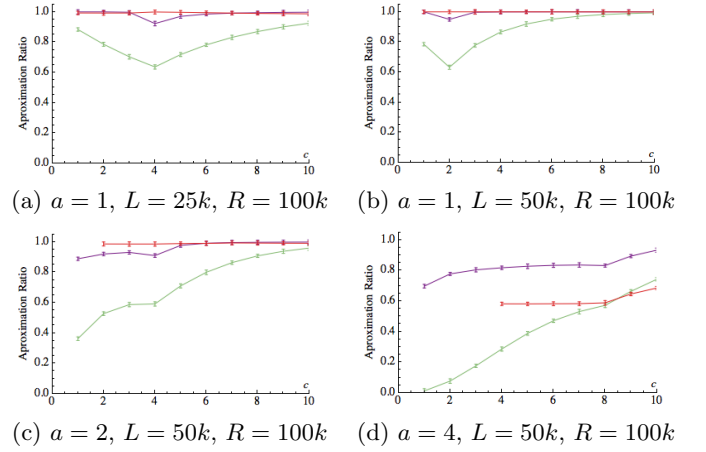 Aproximation Ratio
1.0
0.8
0.6
0.4
0.2
0.0
0 2 4 6 8 10
c
(a) a = 1, L = 25k, R = 100k
Aproximation Ratio
1.0
0.8
0.6
0.4
0.2
0.0
0 2 4 6 8 10
c
(b) a = 1, L = 50k, R = 100k
Aproximation Ratio
1.0
0.8
0.6
0.4
0.2
0.0
0 2 4 6 8 10
c
(c) a = 2, L = 50k, R = 100k
Aproximation Ratio
1.0
0.8
0.6
0.4
0.2
0.0
0 2 4 6 8 10
c
(d) a = 4, L = 50k, R = 100k